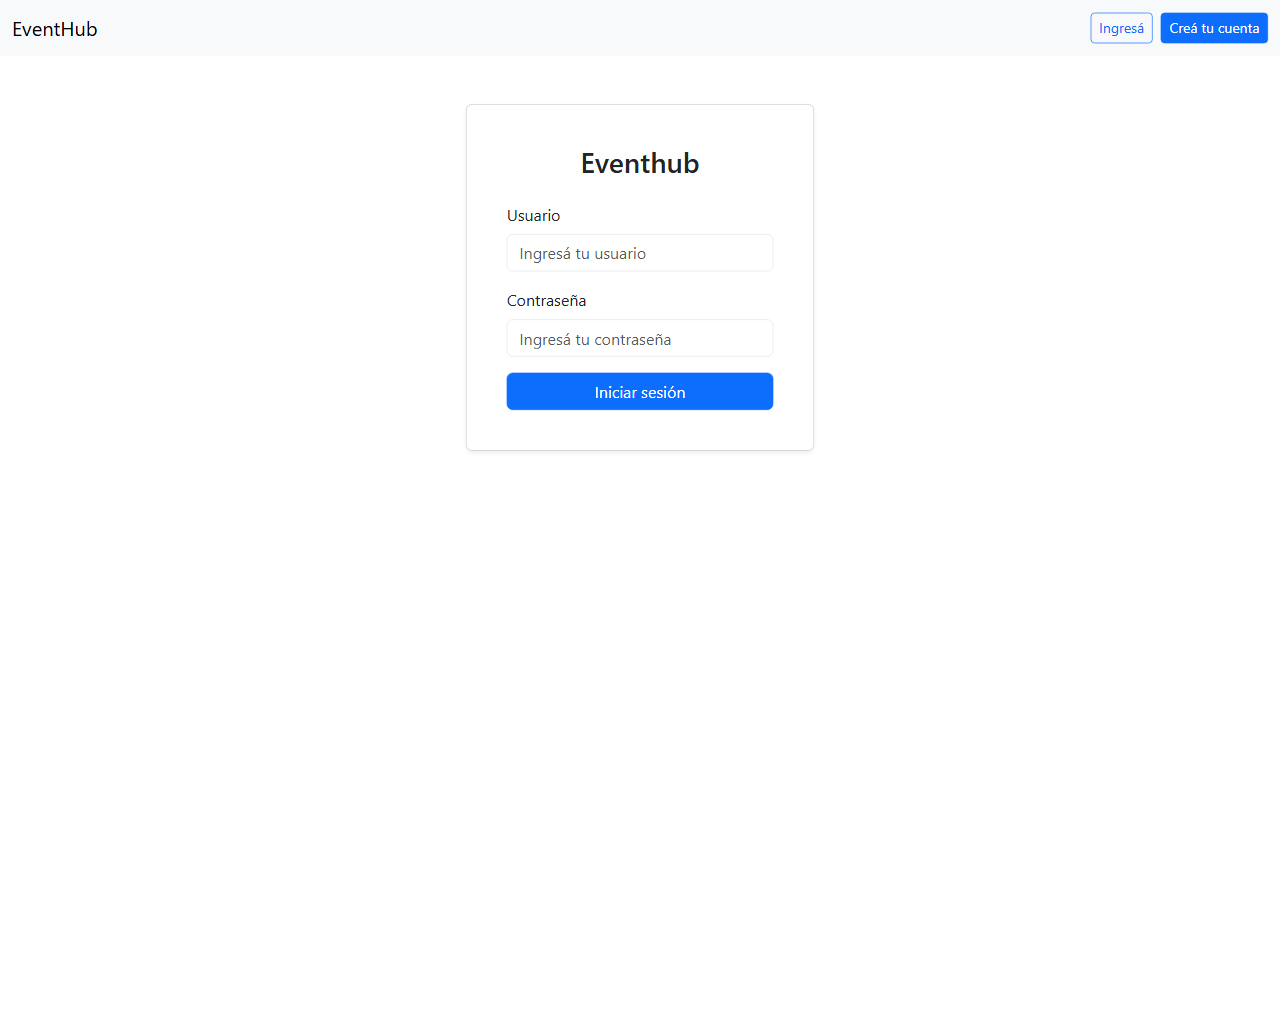 EventHub
Ingresá
Creá tu cuenta
Eventhub
Usuario
Ingresá tu usuario
Contraseña
Ingresá tu contraseña
Iniciar sesión